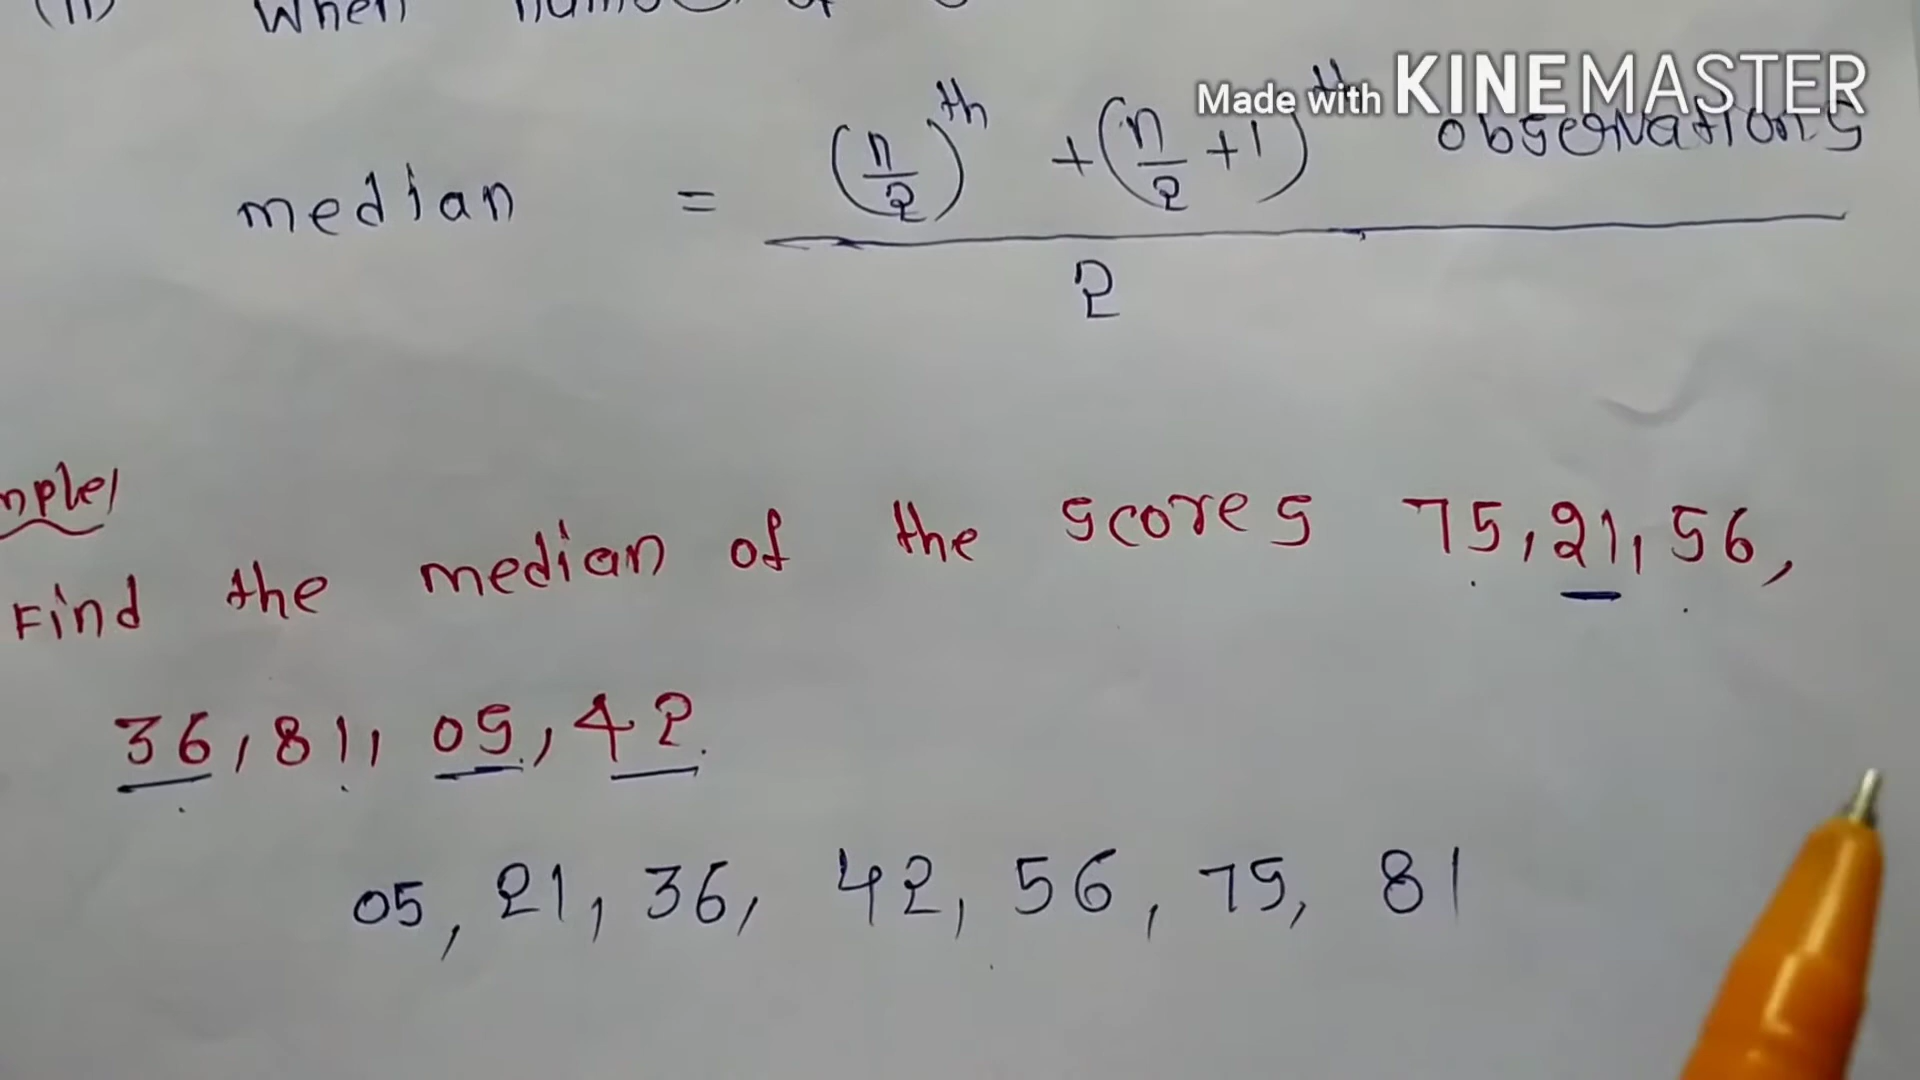 (ii) When
Made with KINEMASTER
median = (n/2)th + (n/2 + 1)th observations
2
Find the median of the scores 75, 21, 56,
36, 81, 05, 42.
05, 21, 36, 42, 56, 75, 81